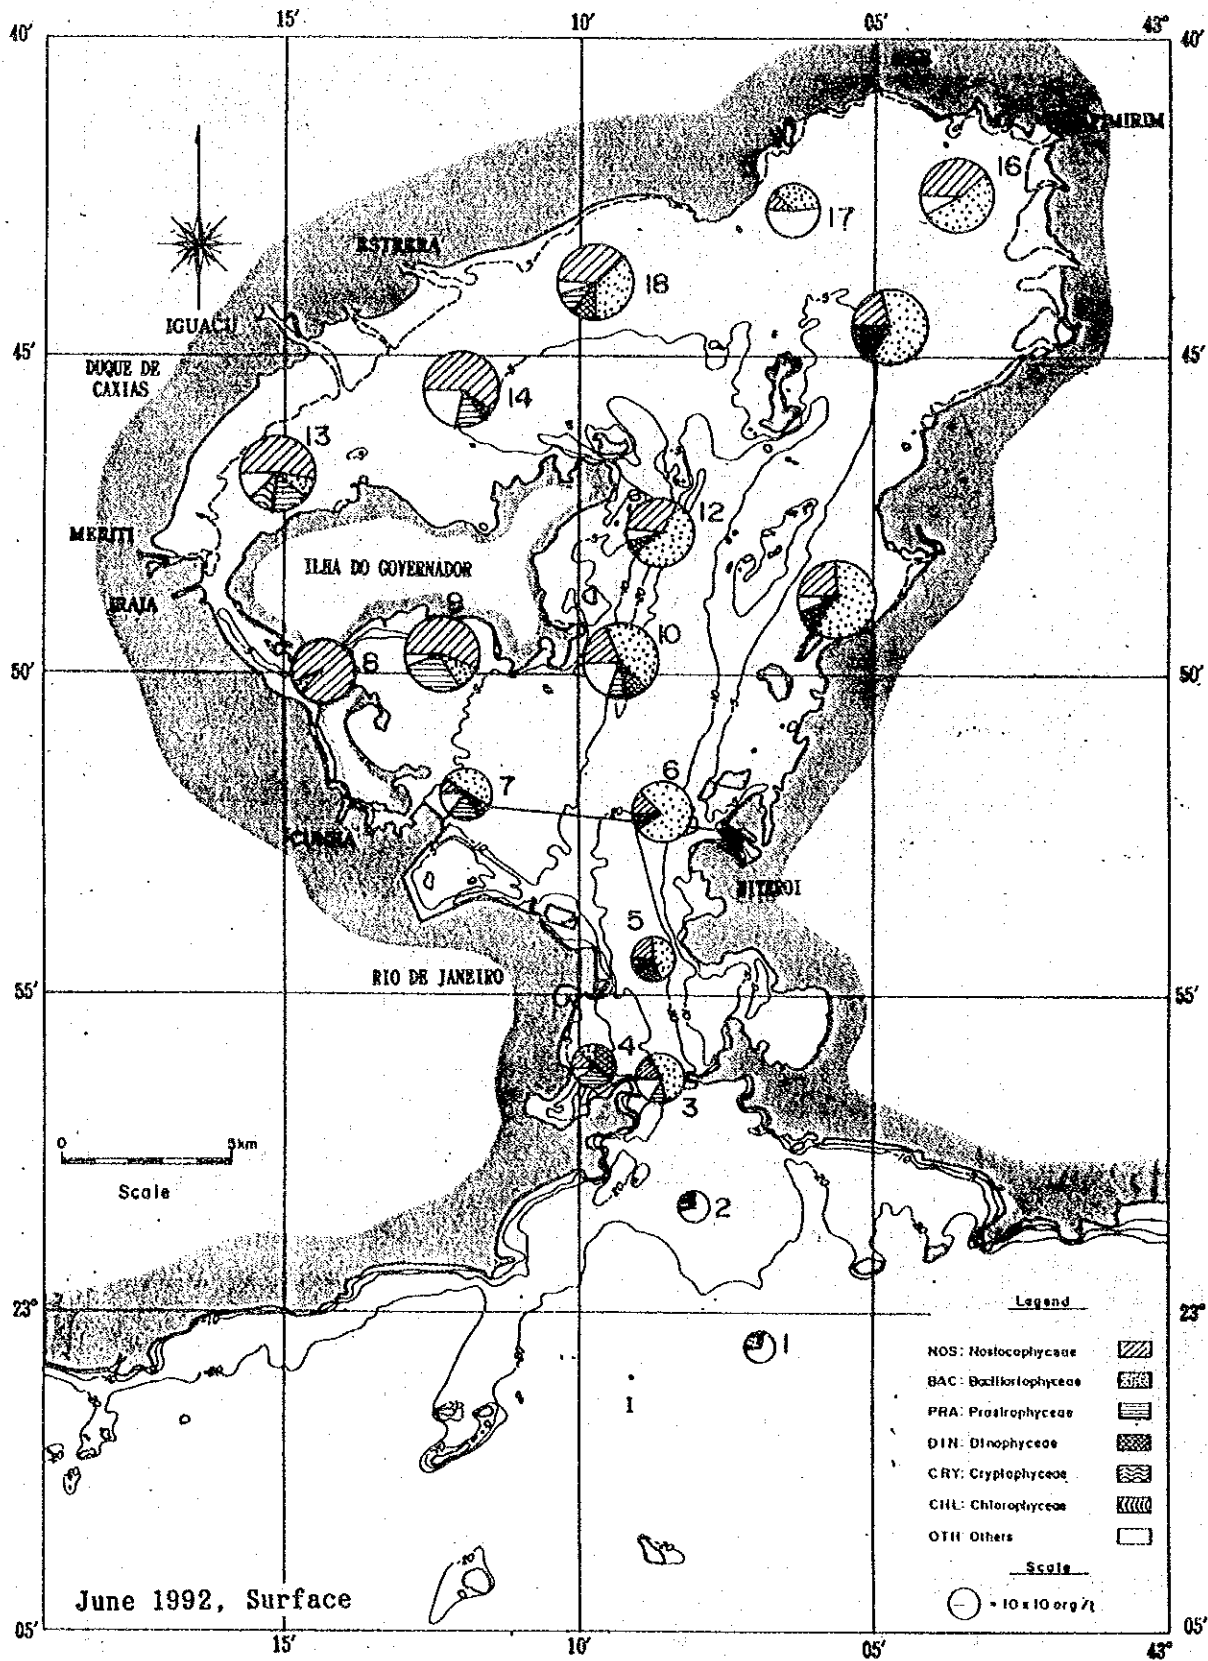 15′ 10′ 05′ 43°
40′ 40′
16
17
ESTRERA
18
IGUACU
45′ 45′
DUQUE DE
CAXIAS
14
13
12
MERITI
ILHA DO GOVERNADOR
IRAJA
9
10
8
50′ 50′
7
6
NITEROI
5
RIO DE JANEIRO
55′ 55′
4
3
0 5km
Scale
2
23° 23°
1
I
Legend
NOS: Nostocophyceae
BAC: Bacillariophyceae
PRA: Prasinophyceae
DIN: Dinophyceae
CRY: Cryptophyceae
CHL: Chlorophyceae
OTH: Others
Scale
= 10 x 10 org/l
June 1992, Surface
05′ 05′
15′ 10′ 05′ 43°